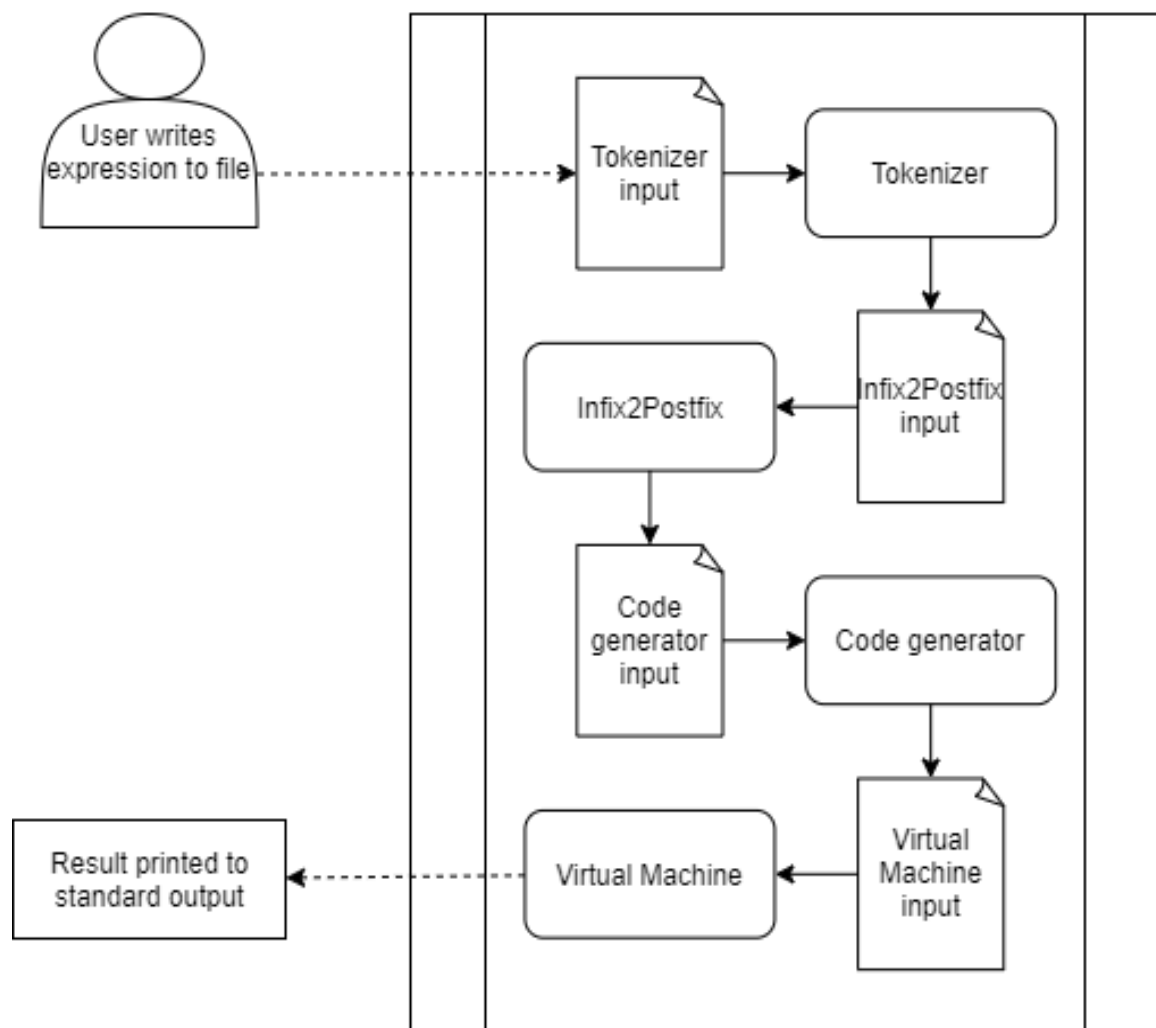 User writes
expression to file
Tokenizer
input
Tokenizer
Infix2Postfix
Infix2Postfix
input
Code
generator
input
Code generator
Result printed to
standard output
Virtual Machine
Virtual
Machine
input